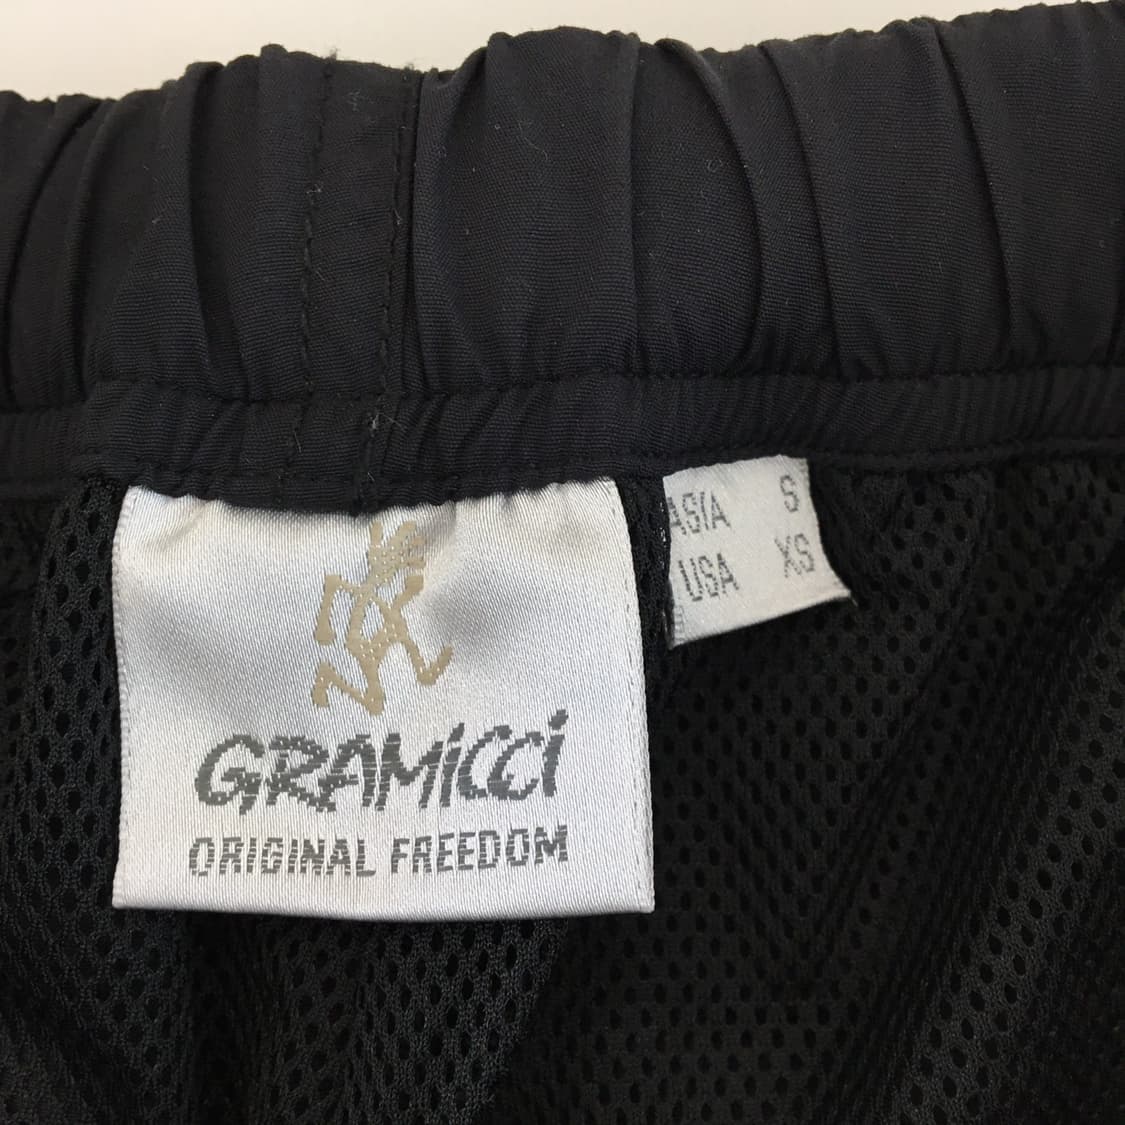 GRAMiCCi
ORIGINAL FREEDOM
ASIA S
USA XS